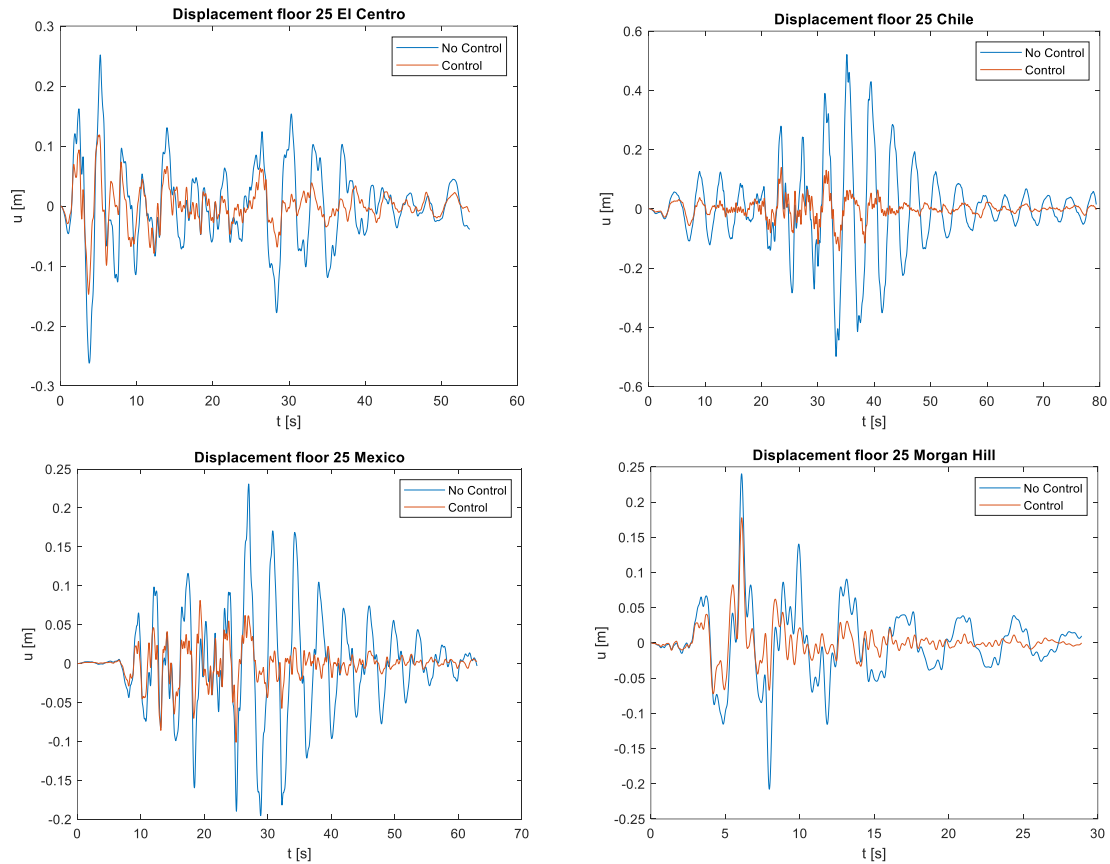 Displacement floor 25 El Centro
0.3
0.2
0.1
0
-0.1
-0.2
-0.3
u [m]
No Control
Control
0 10 20 30 40 50 60
t [s]
Displacement floor 25 Chile
0.6
0.4
0.2
0
-0.2
-0.4
-0.6
u [m]
No Control
Control
0 10 20 30 40 50 60 70 80
t [s]
Displacement floor 25 Mexico
0.25
0.2
0.15
0.1
0.05
0
-0.05
-0.1
-0.15
-0.2
u [m]
No Control
Control
0 10 20 30 40 50 60 70
t [s]
Displacement floor 25 Morgan Hill
0.25
0.2
0.15
0.1
0.05
0
-0.05
-0.1
-0.15
-0.2
-0.25
u [m]
No Control
Control
0 5 10 15 20 25 30
t [s]